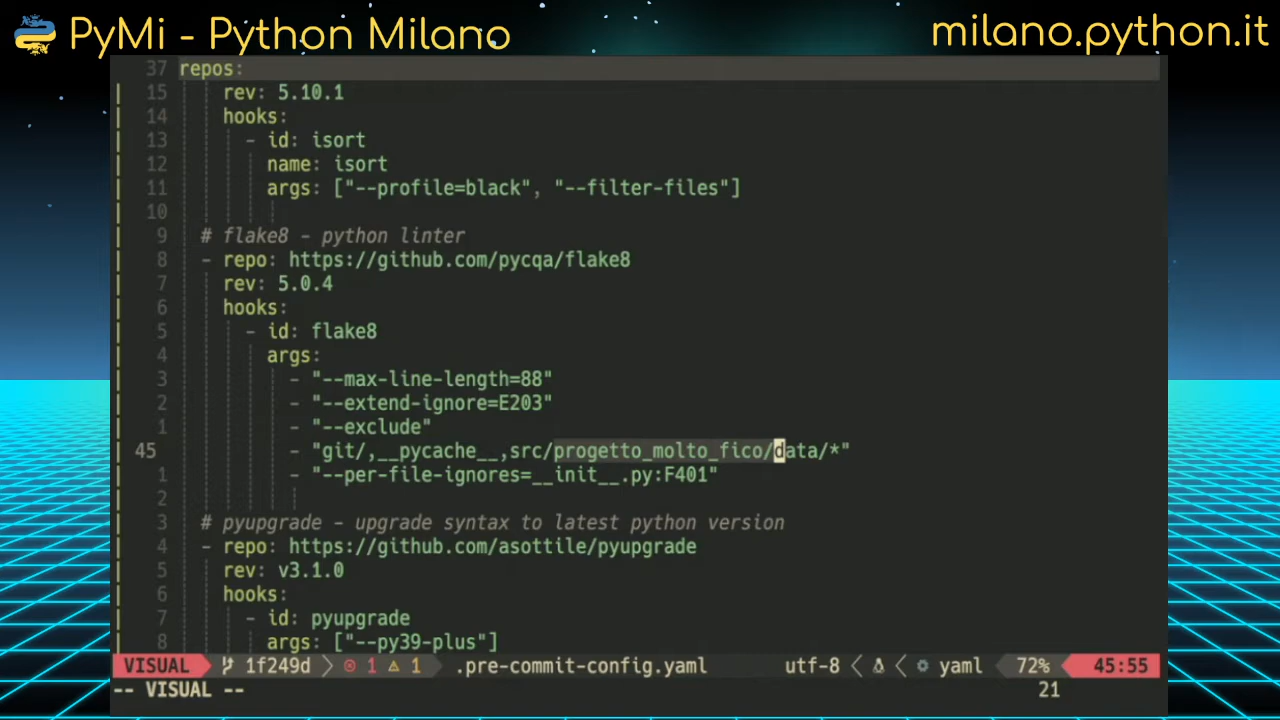 PyMi - Python Milano
milano.python.it
37 repos:
15 rev: 5.10.1
14 hooks:
13 - id: isort
12 name: isort
11 args: ["--profile=black", "--filter-files"]
10
9 # flake8 - python linter
8 - repo: https://github.com/pycqa/flake8
7 rev: 5.0.4
6 hooks:
5 - id: flake8
4 args:
3 - "--max-line-length=88"
2 - "--extend-ignore=E203"
1 - "--exclude"
45 - "git/,__pycache__,src/progetto_molto_fico/data/*"
1 - "--per-file-ignores=__init__.py:F401"
2
3 # pyupgrade - upgrade syntax to latest python version
4 - repo: https://github.com/asottile/pyupgrade
5 rev: v3.1.0
6 hooks:
7 - id: pyupgrade
8 args: ["--py39-plus"]
VISUAL 1f249d 1 1 .pre-commit-config.yaml utf-8 yaml 72% 45:55
-- VISUAL -- 21